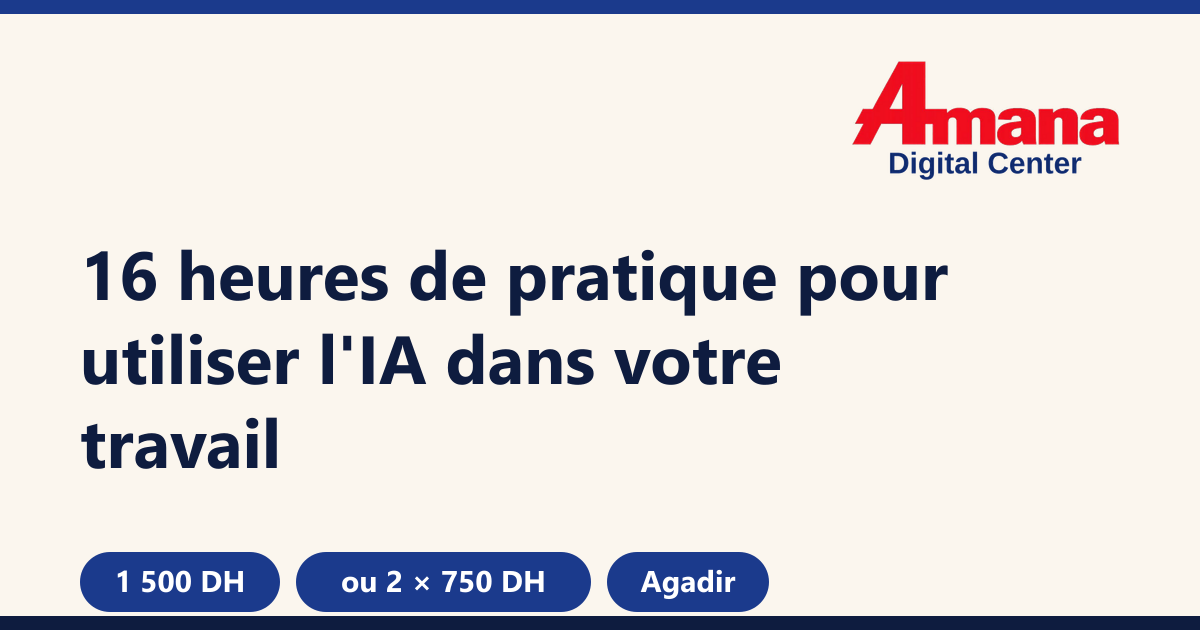 Amana
Digital Center
16 heures de pratique pour
utiliser l'IA dans votre
travail
1 500 DH
ou 2 × 750 DH
Agadir